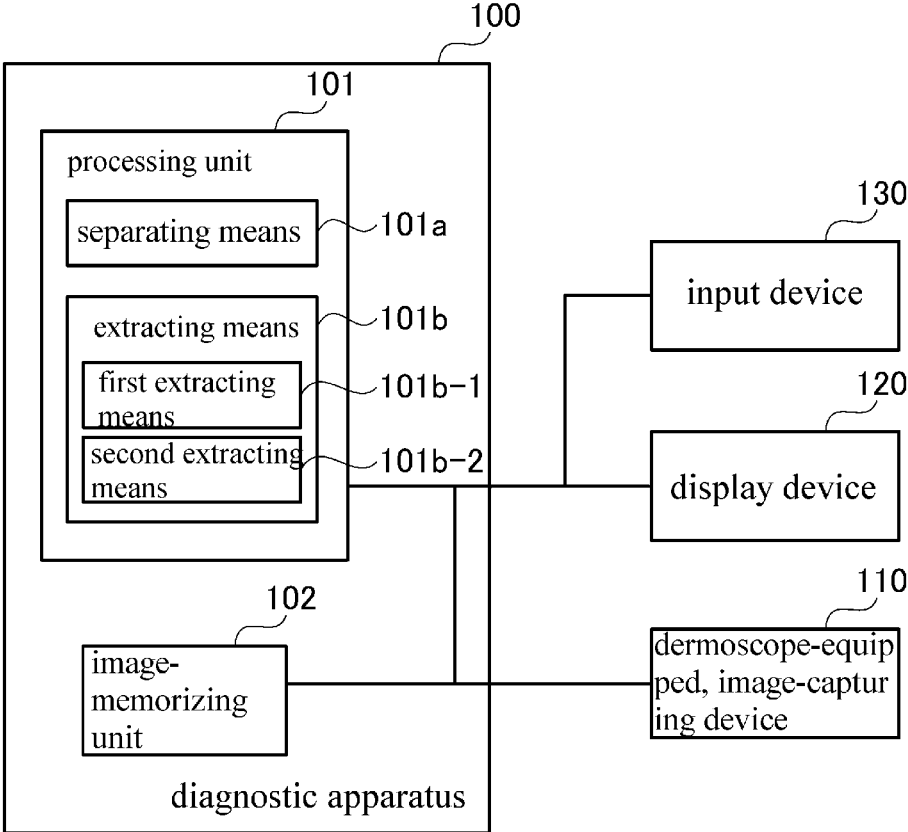 100
101
processing unit
separating means
101a
extracting means
101b
first extracting
means
101b-1
second extracting
means
101b-2
102
image-
memorizing
unit
diagnostic apparatus
130
input device
120
display device
110
dermoscope-equip
ped, image-captur
ing device